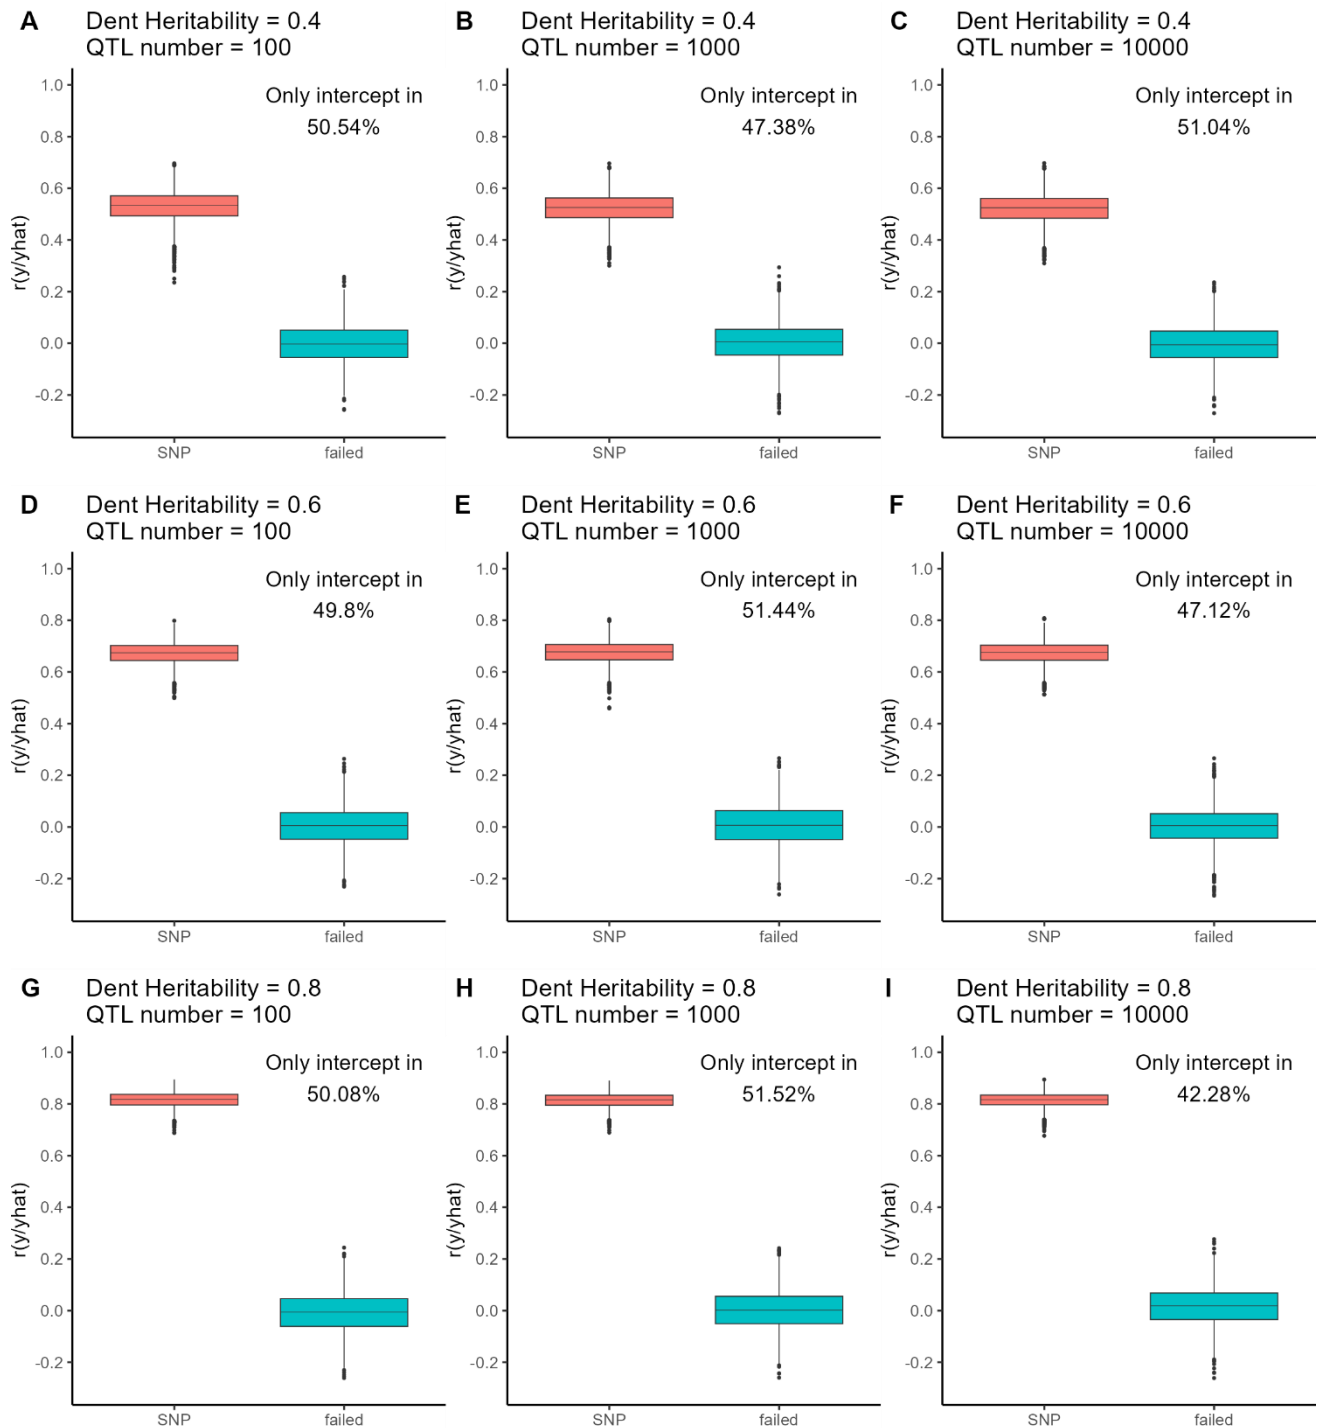 A Dent Heritability = 0.4
QTL number = 100
Only intercept in
50.54%
1.0
0.8
0.6
0.4
0.2
0.0
-0.2
r(y/yhat)
SNP failed
B Dent Heritability = 0.4
QTL number = 1000
Only intercept in
47.38%
1.0
0.8
0.6
0.4
0.2
0.0
-0.2
r(y/yhat)
SNP failed
C Dent Heritability = 0.4
QTL number = 10000
Only intercept in
51.04%
1.0
0.8
0.6
0.4
0.2
0.0
-0.2
r(y/yhat)
SNP failed
D Dent Heritability = 0.6
QTL number = 100
Only intercept in
49.8%
1.0
0.8
0.6
0.4
0.2
0.0
-0.2
r(y/yhat)
SNP failed
E Dent Heritability = 0.6
QTL number = 1000
Only intercept in
51.44%
1.0
0.8
0.6
0.4
0.2
0.0
-0.2
r(y/yhat)
SNP failed
F Dent Heritability = 0.6
QTL number = 10000
Only intercept in
47.12%
1.0
0.8
0.6
0.4
0.2
0.0
-0.2
r(y/yhat)
SNP failed
G Dent Heritability = 0.8
QTL number = 100
Only intercept in
50.08%
1.0
0.8
0.6
0.4
0.2
0.0
-0.2
r(y/yhat)
SNP failed
H Dent Heritability = 0.8
QTL number = 1000
Only intercept in
51.52%
1.0
0.8
0.6
0.4
0.2
0.0
-0.2
r(y/yhat)
SNP failed
I Dent Heritability = 0.8
QTL number = 10000
Only intercept in
42.28%
1.0
0.8
0.6
0.4
0.2
0.0
-0.2
r(y/yhat)
SNP failed